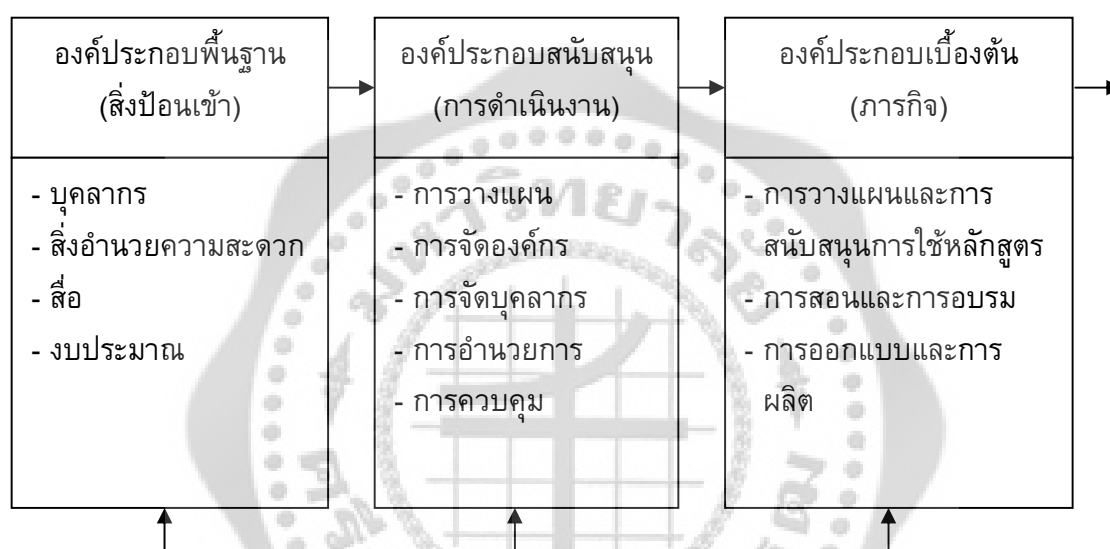 องค์ประกอบพื้นฐาน
(สิ่งป้อนเข้า)
- บุคลากร
- สิ่งอำนวยความสะดวก
- สื่อ
- งบประมาณ
องค์ประกอบสนับสนุน
(การดำเนินงาน)
- การวางแผน
- การจัดองค์กร
- การจัดบุคลากร
- การอำนวยการ
- การควบคุม
องค์ประกอบเบื้องต้น
(ภารกิจ)
- การวางแผนและการ
สนับสนุนการใช้หลักสูตร
- การสอนและการอบรม
- การออกแบบและการ
ผลิต